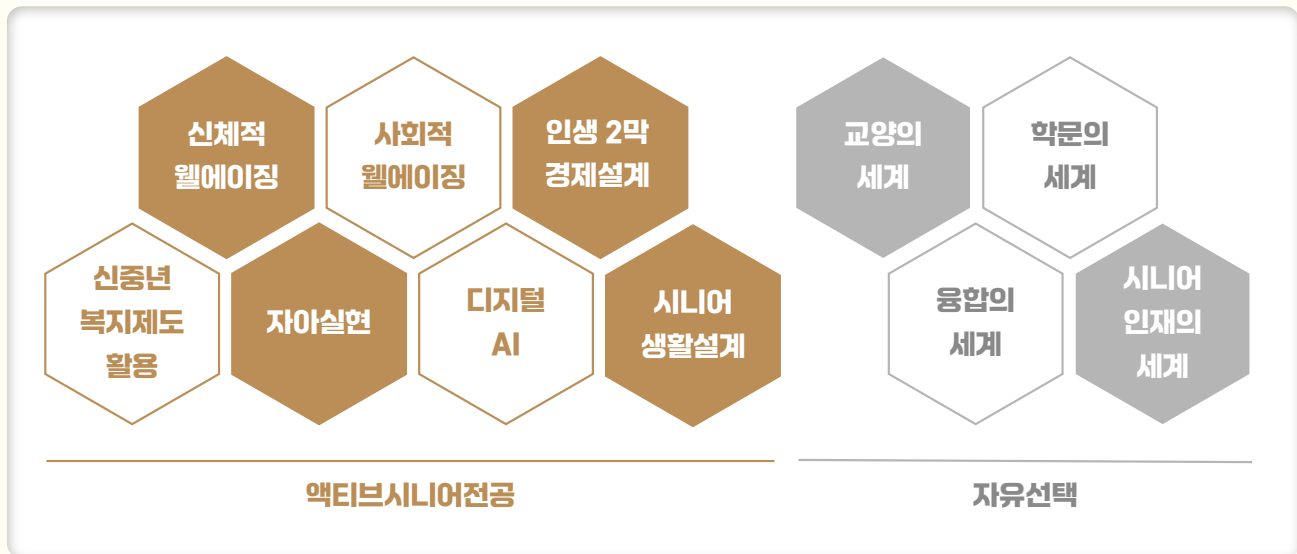 신체적
웰에이징
사회적
웰에이징
인생 2막
경제설계
신중년
복지제도
활용
자아실현
디지털
AI
시니어
생활설계
액티브시니어전공
교양의
세계
학문의
세계
융합의
세계
시니어
인재의
세계
자유선택